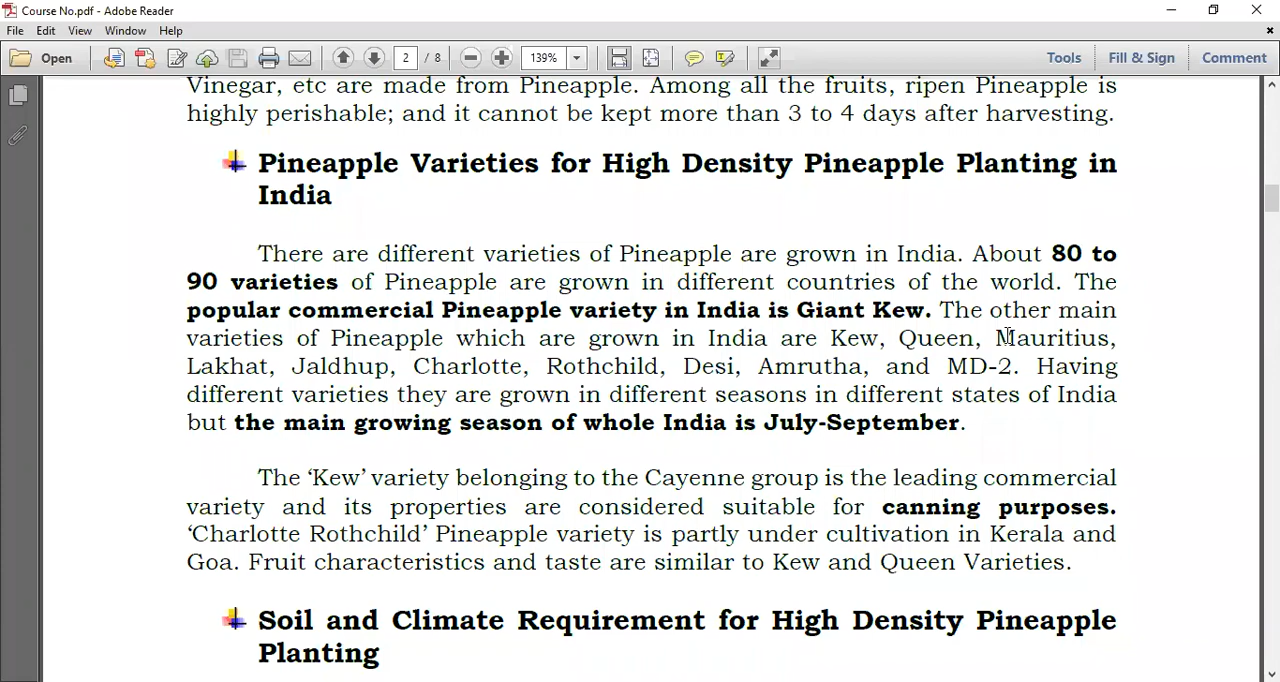 Course No.pdf - Adobe Reader
File Edit View Window Help
Open 2 / 8 139% Tools Fill & Sign Comment
Vinegar, etc are made from Pineapple. Among all the fruits, ripen Pineapple is
highly perishable; and it cannot be kept more than 3 to 4 days after harvesting.
Pineapple Varieties for High Density Pineapple Planting in
India
There are different varieties of Pineapple are grown in India. About 80 to
90 varieties of Pineapple are grown in different countries of the world. The
popular commercial Pineapple variety in India is Giant Kew. The other main
varieties of Pineapple which are grown in India are Kew, Queen, Mauritius,
Lakhat, Jaldhup, Charlotte, Rothchild, Desi, Amrutha, and MD-2. Having
different varieties they are grown in different seasons in different states of India
but the main growing season of whole India is July-September.
The ‘Kew’ variety belonging to the Cayenne group is the leading commercial
variety and its properties are considered suitable for canning purposes.
‘Charlotte Rothchild’ Pineapple variety is partly under cultivation in Kerala and
Goa. Fruit characteristics and taste are similar to Kew and Queen Varieties.
Soil and Climate Requirement for High Density Pineapple
Planting